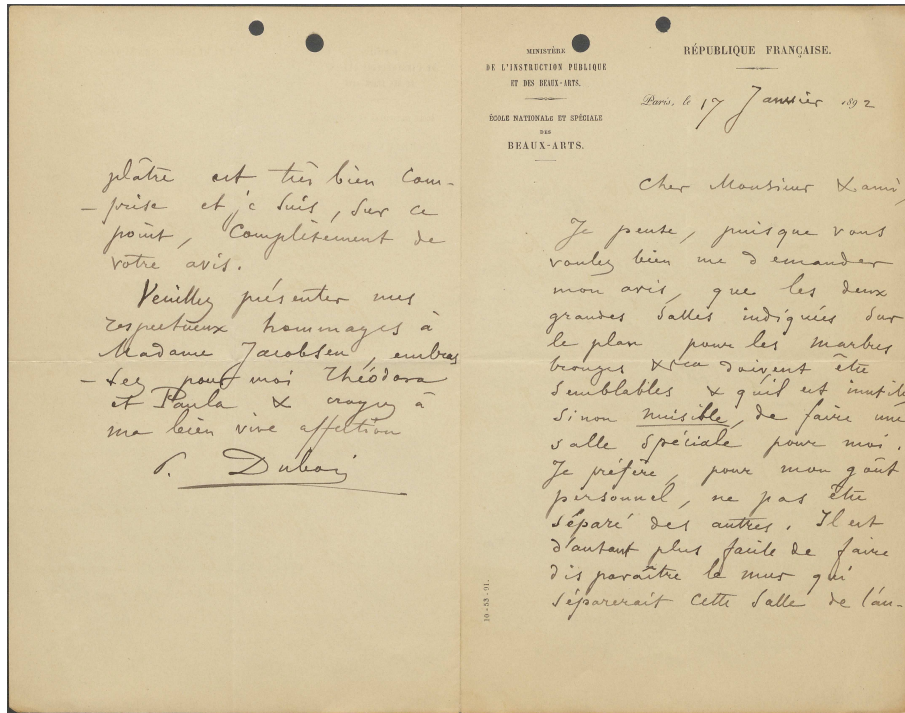 MINISTÈRE
DE L'INSTRUCTION PUBLIQUE
ET DES BEAUX-ARTS.
ÉCOLE NATIONALE ET SPÉCIALE
DES
BEAUX-ARTS.
RÉPUBLIQUE FRANÇAISE.
Paris, le 17 Janvier 1892
Cher Monsieur & ami,
Je pense, puisque vous
voulez bien me demander
mon avis, que les deux
grandes salles indiquées sur
le plan pour les marbres
bronzes &rca doivent être
semblables & qu'il est inutile
sinon nuisible, de faire une
salle spéciale pour moi.
Je préfère, pour mon goût
personnel, ne pas être
séparé des autres. Il est
d'autant plus facile de faire
disparaître le mur qui
séparerait cette salle de l'au-
10-53-91.
plâtre est très bien com-
-prise et je suis, sur ce
point, complètement de
votre avis.
Veuillez présenter mes
respectueux hommages à
Madame Jacobsen, embras
-sez pour moi Théodora
et Paula & croyez à
ma bien vive affection
P. Dubois